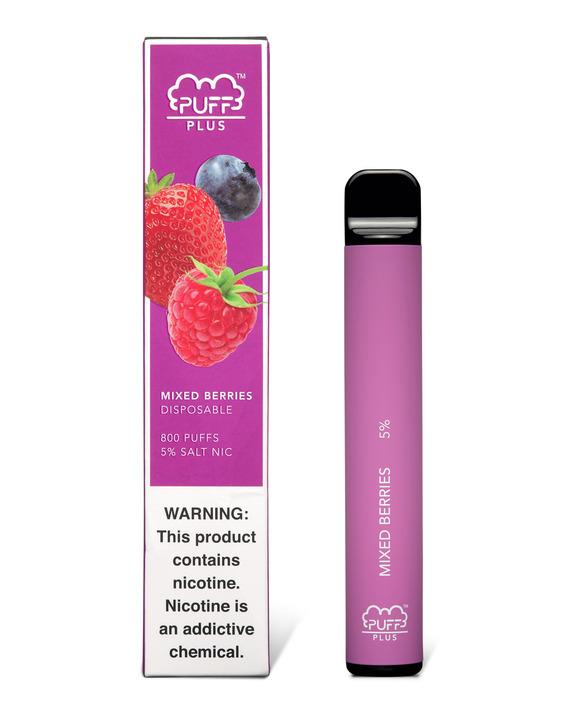 PUFF™
PLUS
MIXED BERRIES
DISPOSABLE
800 PUFFS
5% SALT NIC
WARNING:
This product
contains
nicotine.
Nicotine is
an addictive
chemical.
MIXED BERRIES 5%
PUFF™
PLUS